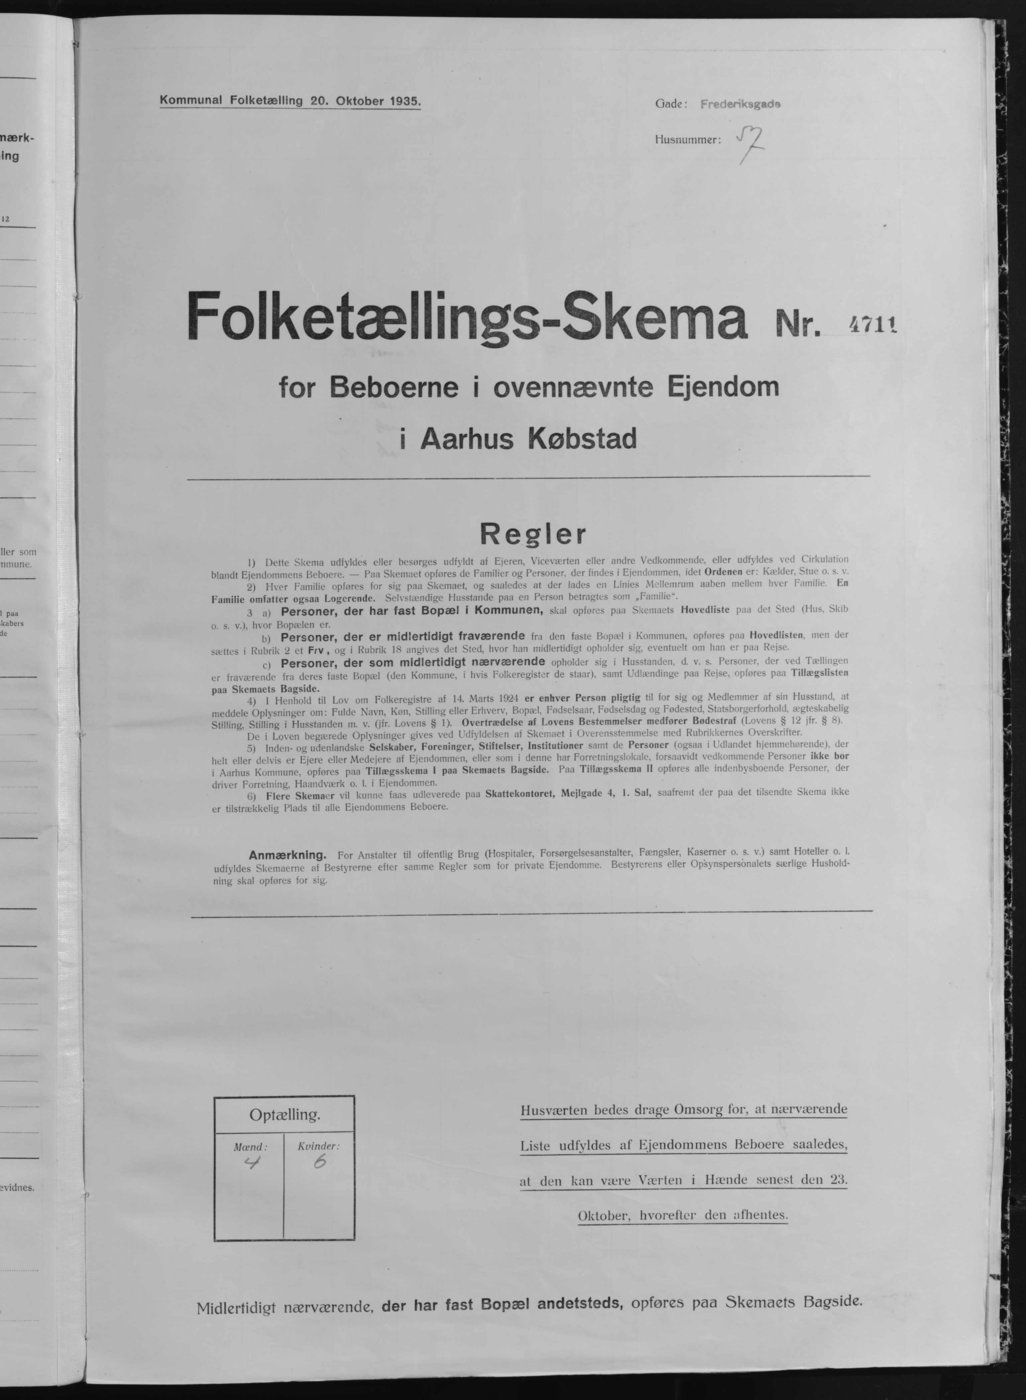 mærk-
ing
12
ller som
mmune.
l paa
skabers
de
evidnes.
Kommunal Folketælling 20. Oktober 1935.
Gade: Frederiksgade
Husnummer: 57
Folketællings-Skema Nr. 4711
for Beboerne i ovennævnte Ejendom
i Aarhus Købstad
Regler
1) Dette Skema udfyldes eller besørges udfyldt af Ejeren, Viceværten eller andre Vedkommende, eller udfyldes ved Cirkulation
blandt Ejendommens Beboere. — Paa Skemaet opføres de Familier og Personer, der findes i Ejendommen, idet Ordenen er: Kælder, Stue o. s. v.
2) Hver Familie opføres for sig paa Skemaet, og saaledes at der lades en Linies Mellemrum aaben mellem hver Familie. En
Familie omfatter ogsaa Logerende. Selvstændige Husstande paa en Person betragtes som „Familie“.
3 a) Personer, der har fast Bopæl i Kommunen, skal opføres paa Skemaets Hovedliste paa det Sted (Hus, Skib
o. s. v.), hvor Bopælen er.
b) Personer, der er midlertidigt fraværende fra den faste Bopæl i Kommunen, opføres paa Hovedlisten, men der
sættes i Rubrik 2 et Frv, og i Rubrik 18 angives det Sted, hvor han midlertidigt opholder sig, eventuelt om han er paa Rejse.
c) Personer, der som midlertidigt nærværende opholder sig i Husstanden, d. v. s. Personer, der ved Tællingen
er fraværende fra deres faste Bopæl (den Kommune, i hvis Folkeregister de staar), samt Udlændinge paa Rejse, opføres paa Tillægslisten
paa Skemaets Bagside.
4) I Henhold til Lov om Folkeregistre af 14. Marts 1924 er enhver Person pligtig til for sig og Medlemmer af sin Husstand, at
meddele Oplysninger om: Fulde Navn, Køn, Stilling eller Erhverv, Bopæl, Fødselsaar, Fødselsdag og Fødested, Statsborgerforhold, ægteskabelig
Stilling, Stilling i Husstanden m. v. (jfr. Lovens § 1). Overtrædelse af Lovens Bestemmelser medfører Bødestraf (Lovens § 12 jfr. § 8).
De i Loven begærede Oplysninger gives ved Udfyldelsen af Skemaet i Overensstemmelse med Rubrikkernes Overskrifter.
5) Inden- og udenlandske Selskaber, Foreninger, Stiftelser, Institutioner samt de Personer (ogsaa i Udlandet hjemmehørende), der
helt eller delvis er Ejere eller Medejere af Ejendommen, eller som i denne har Forretningslokale, forsaavidt vedkommende Personer ikke bor
i Aarhus Kommune, opføres paa Tillægsskema I paa Skemaets Bagside. Paa Tillægsskema II opføres alle indenbysboende Personer, der
driver Forretning, Haandværk o. l. i Ejendommen.
6) Flere Skemaer vil kunne faas udleverede paa Skattekontoret, Mejlgade 4, 1. Sal, saafremt der paa det tilsendte Skema ikke
er tilstrækkelig Plads til alle Ejendommens Beboere.
Anmærkning. For Anstalter til offentlig Brug (Hospitaler, Forsørgelsesanstalter, Fængsler, Kaserner o. s. v.) samt Hoteller o. l.
udfyldes Skemaerne af Bestyrerne efter samme Regler som for private Ejendomme. Bestyrerens eller Opsynspersonalets særlige Hushold-
ning skal opføres for sig.
Optælling.
Mænd: Kvinder:
4 6
Husværten bedes drage Omsorg for, at nærværende
Liste udfyldes af Ejendommens Beboere saaledes,
at den kan være Værten i Hænde senest den 23.
Oktober, hvorefter den afhentes.
Midlertidigt nærværende, der har fast Bopæl andetsteds, opføres paa Skemaets Bagside.